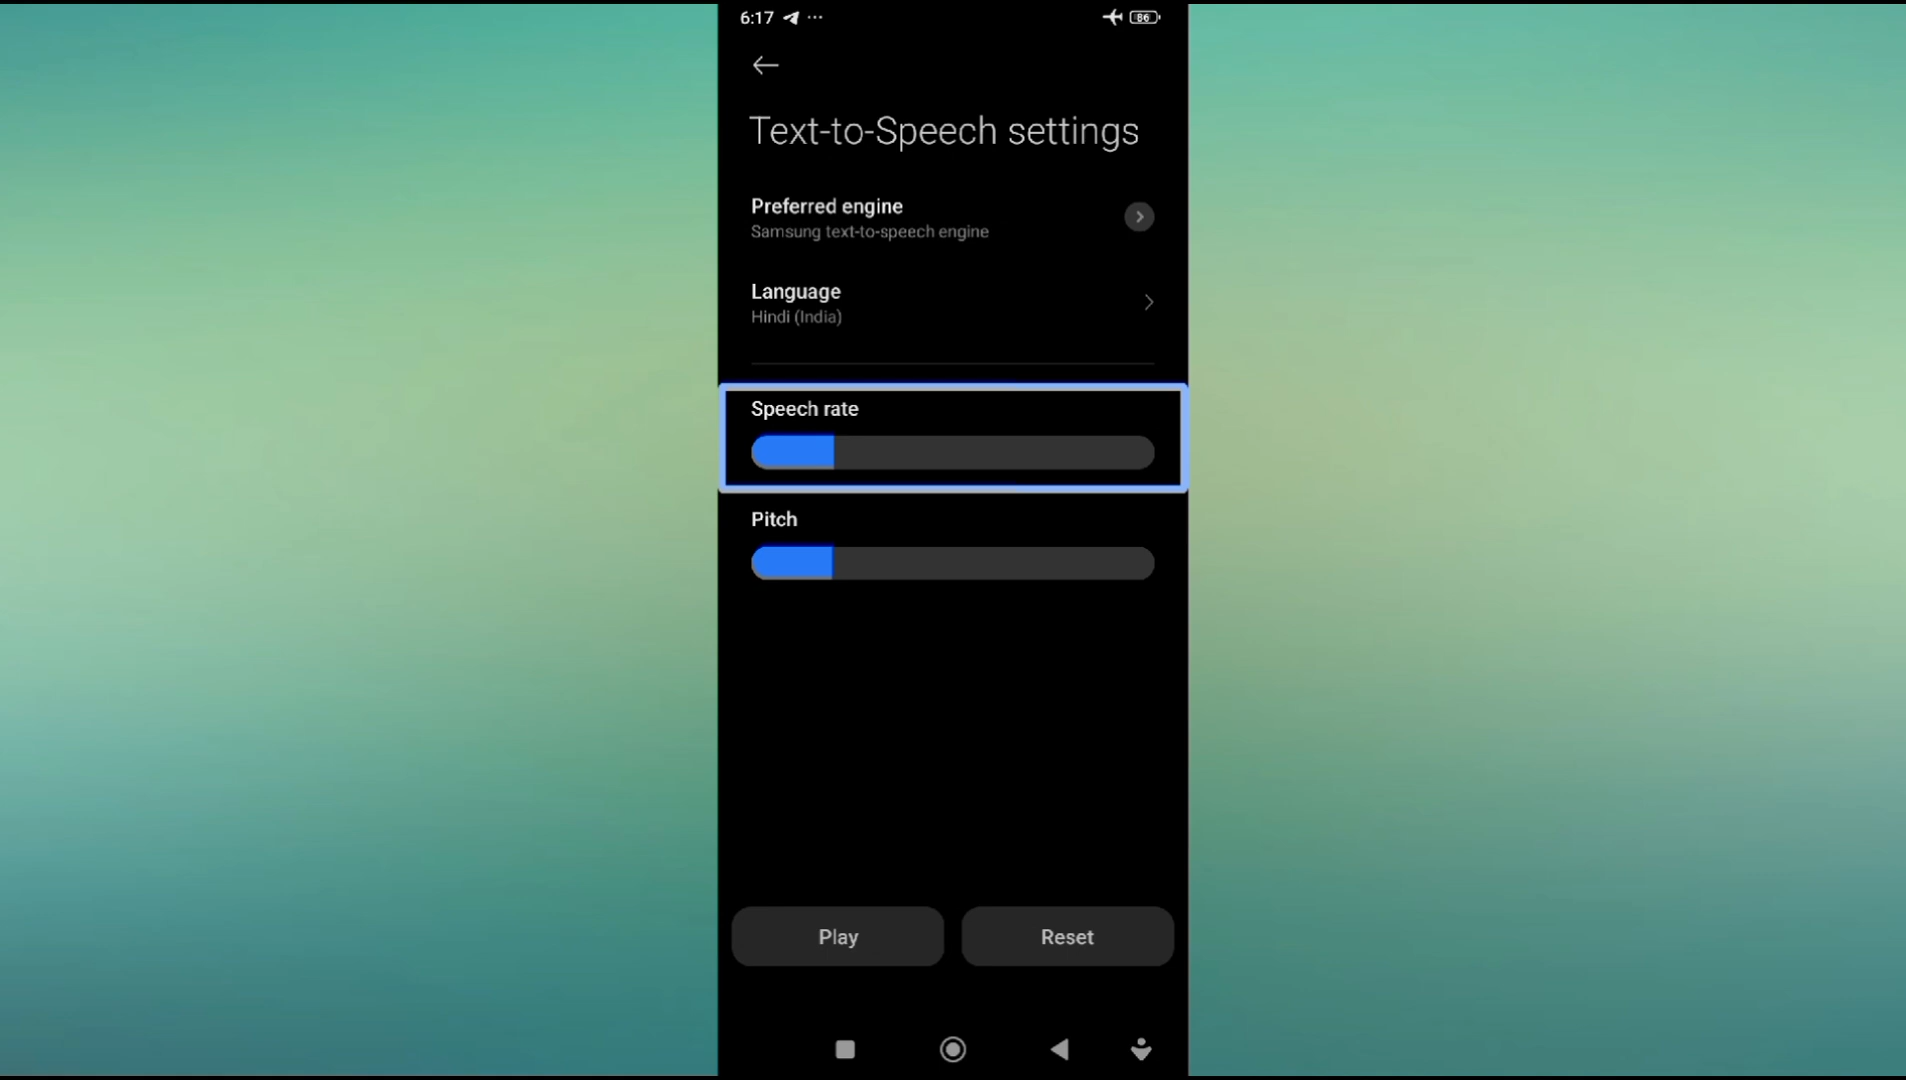 6:17
86
Text-to-Speech settings
Preferred engine
Samsung text-to-speech engine
Language
Hindi (India)
Speech rate
Pitch
Play
Reset